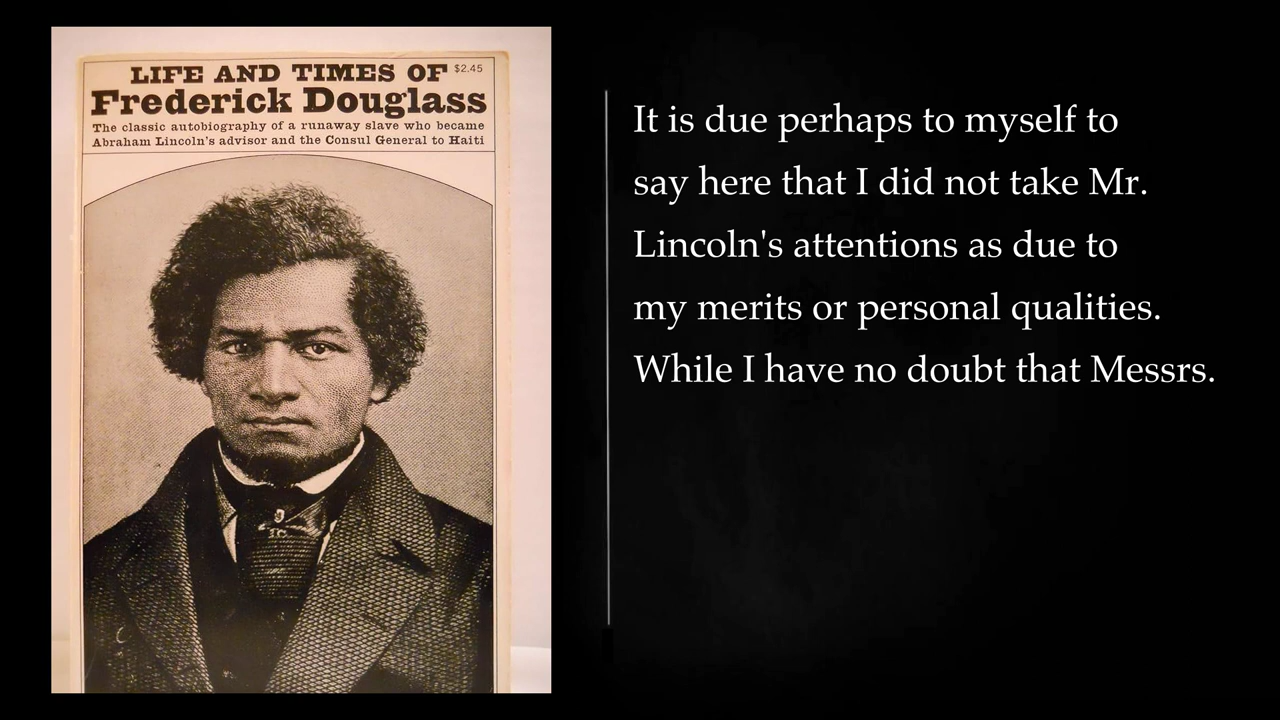 LIFE AND TIMES OF $2.45
Frederick Douglass
The classic autobiography of a runaway slave who became
Abraham Lincoln's advisor and the Consul General to Haiti
It is due perhaps to myself to
say here that I did not take Mr.
Lincoln's attentions as due to
my merits or personal qualities.
While I have no doubt that Messrs.